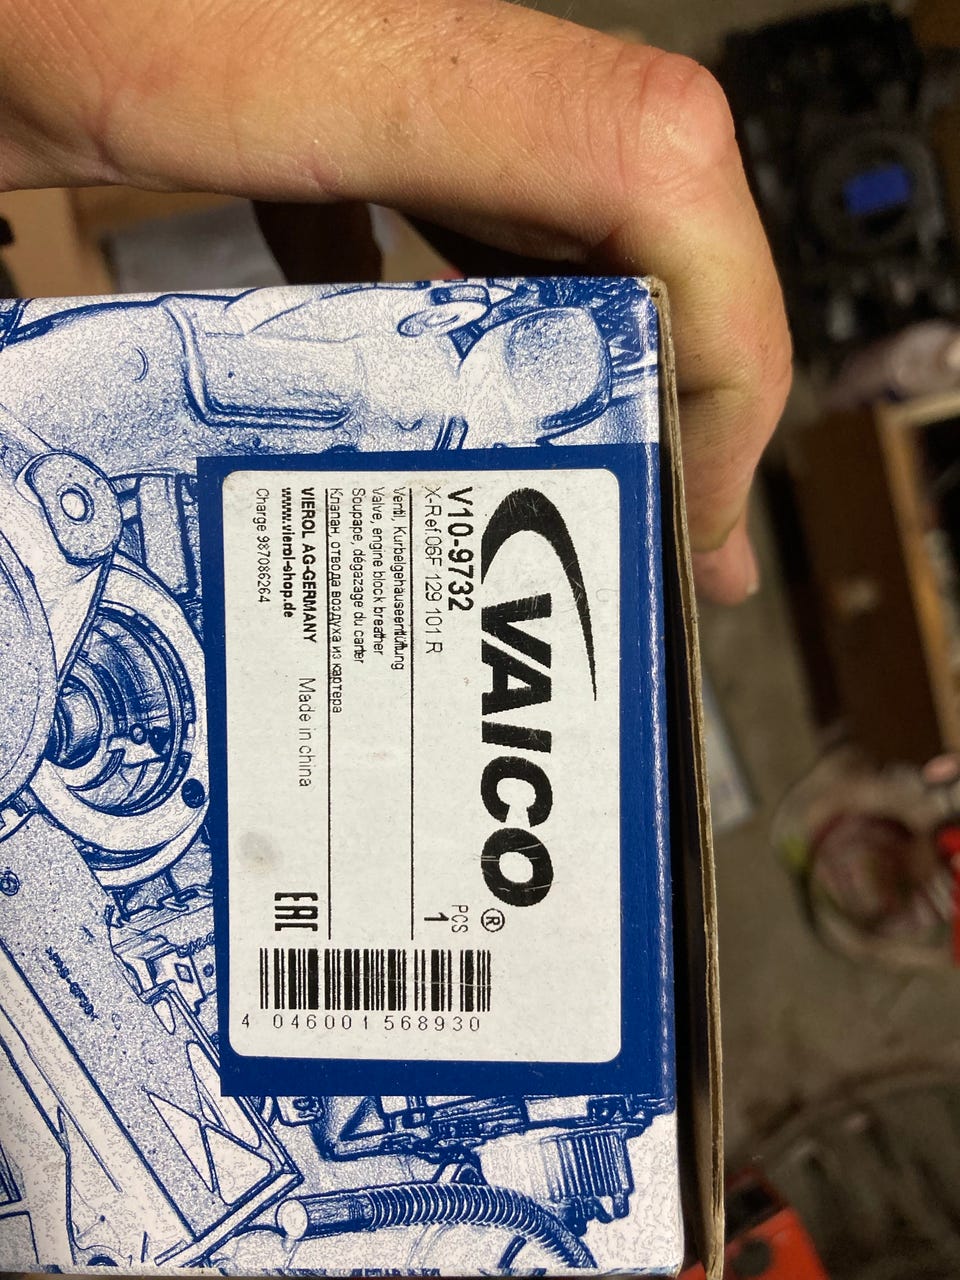 VAICO®
V10-9732
X-Ref.06F 129 101 R
PCS
1
Ventil, Kurbelgehäuseentlüftung
Valve, engine block breather
Soupape, dégazage du carter
Клапан, отвода воздуха из картера
VIEROL AG-GERMANY Made in china
www.vierol-shop.de
Charge 987086264
EAC
4 046001 568930